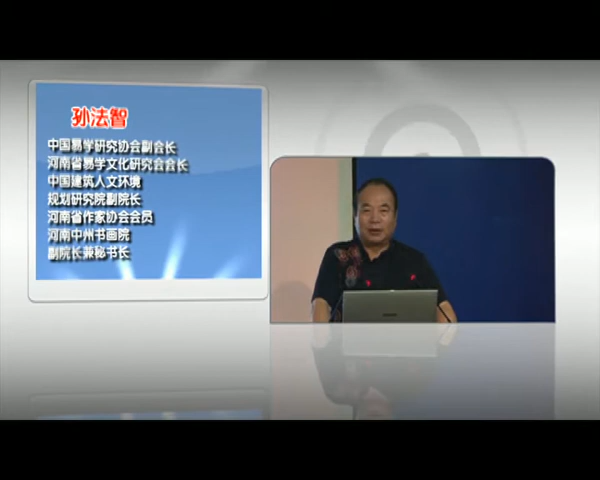 孙法智
中国易学研究协会副会长
河南省易学文化研究会会长
中国建筑人文环境
规划研究院副院长
河南省作家协会会员
河南中州书画院
副院长兼秘书长